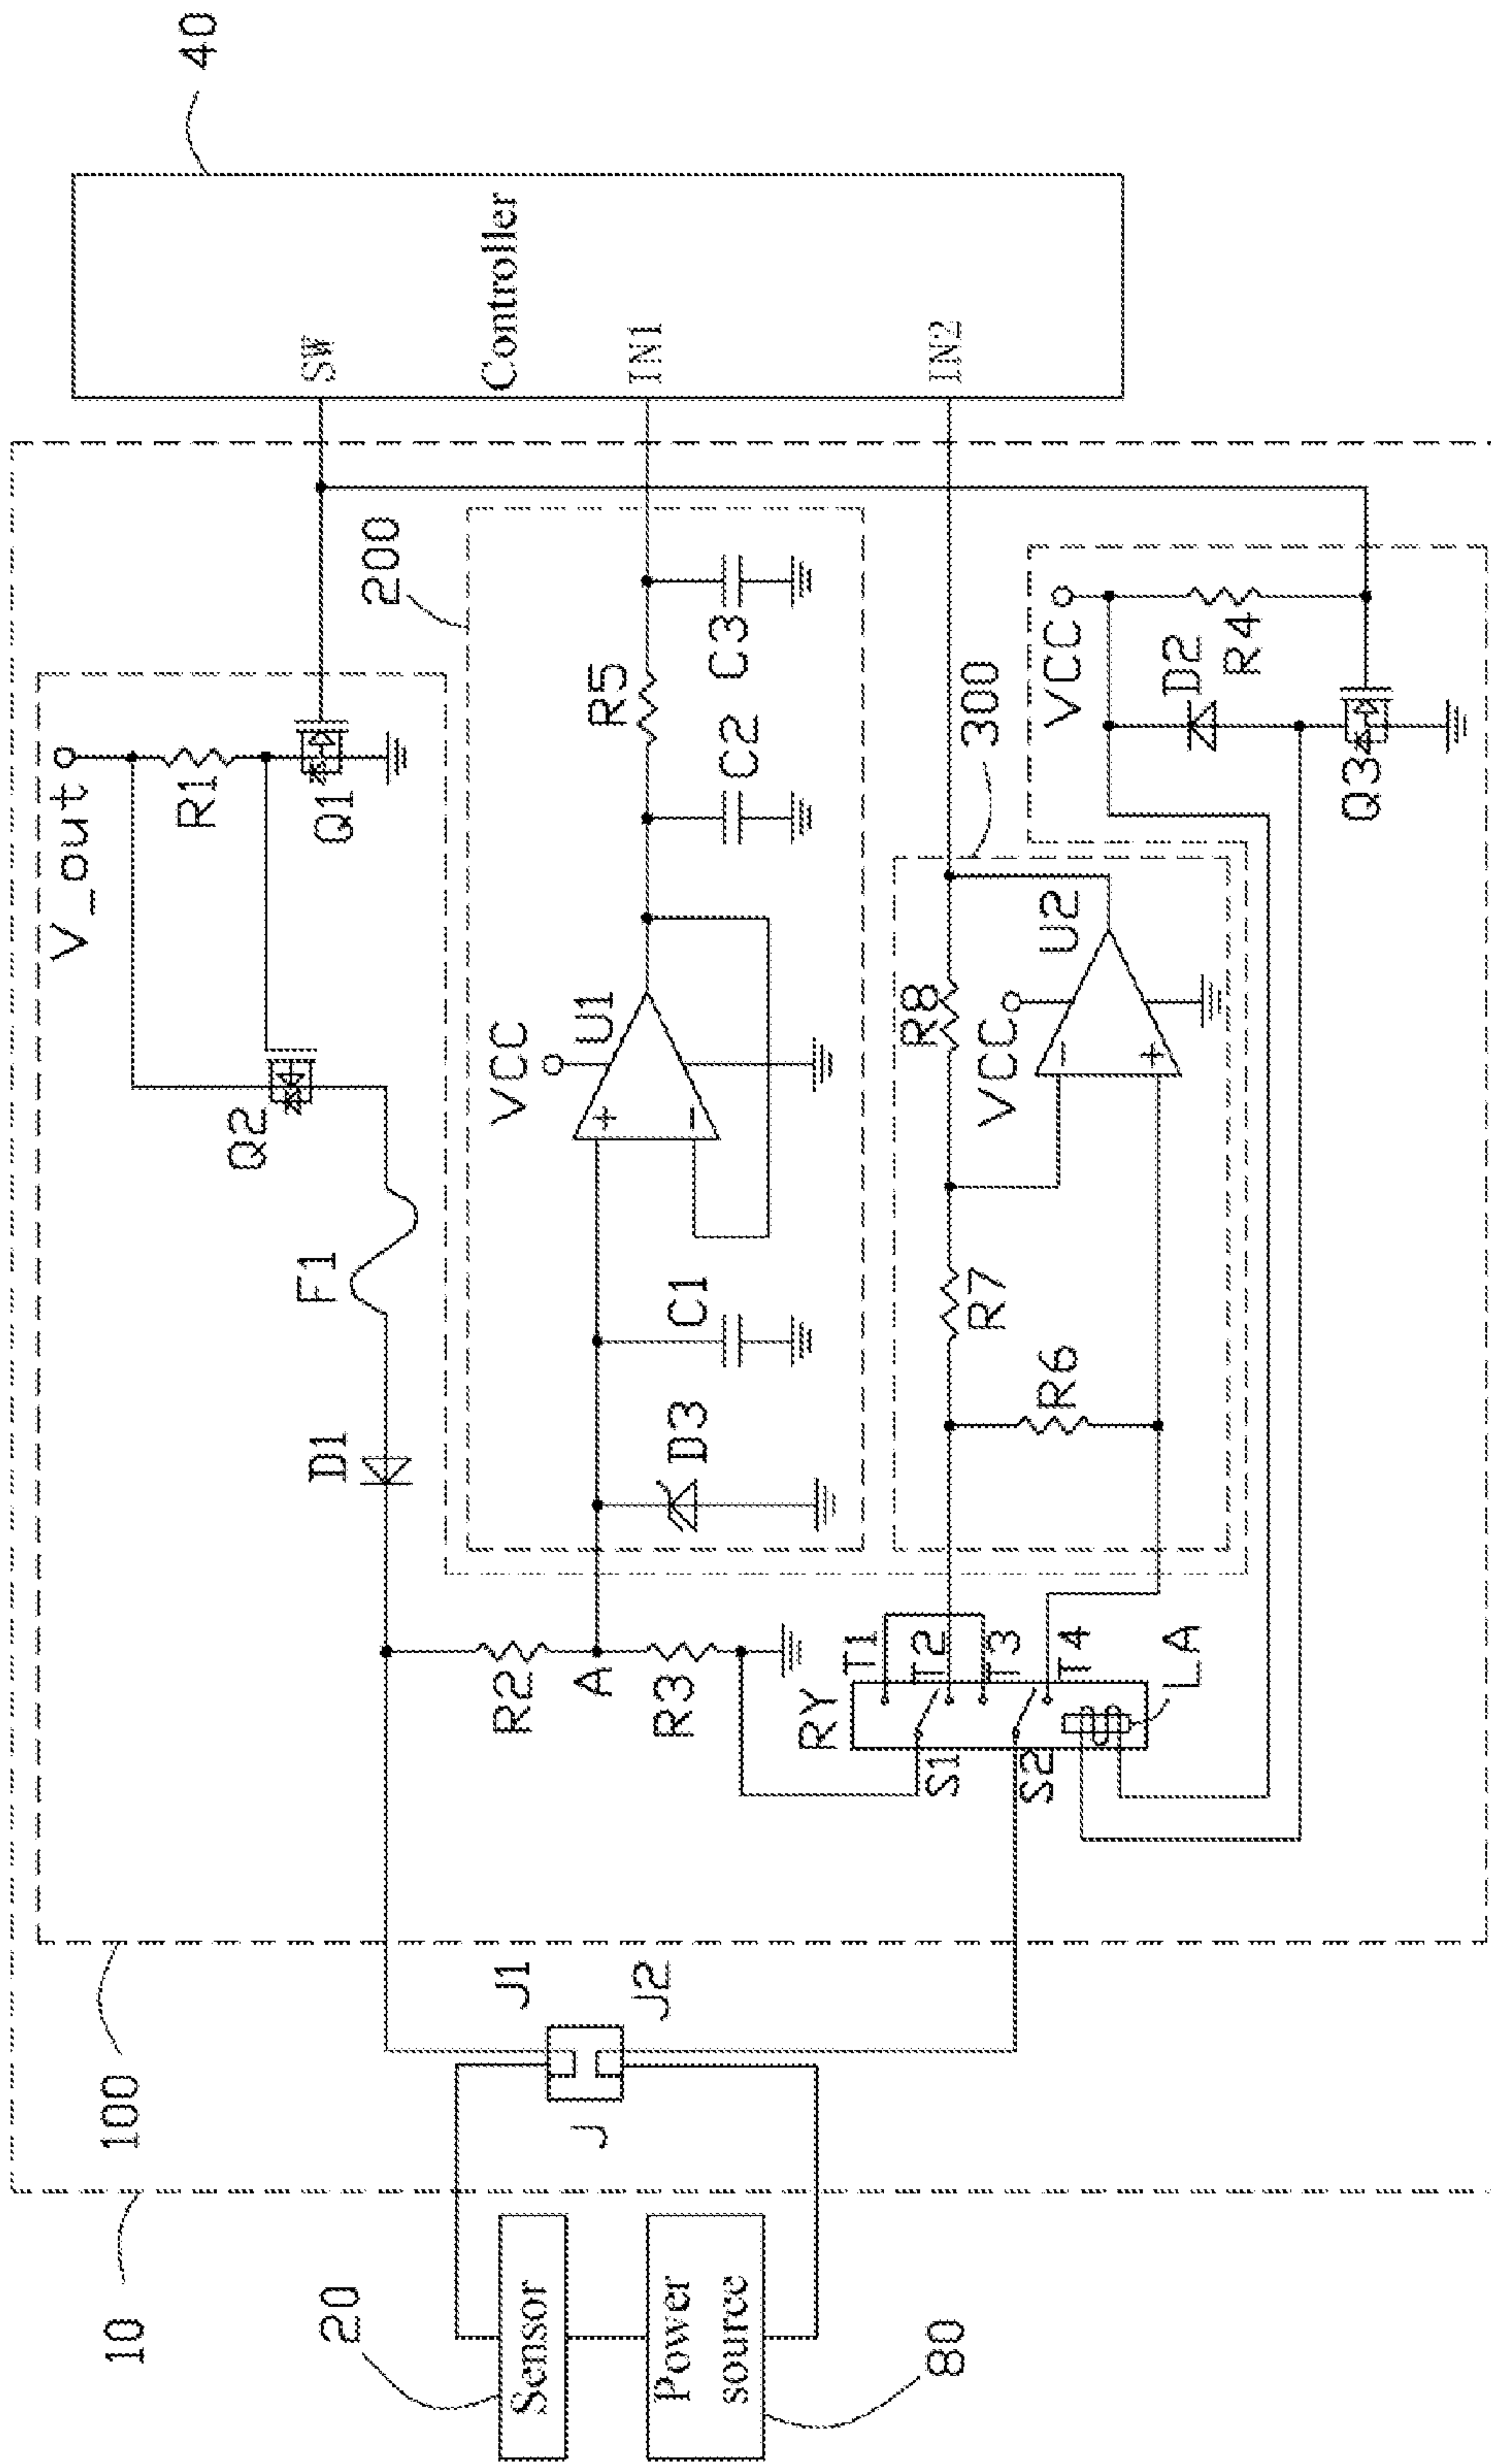 40
Controller
SW
IN1
IN2
200
300
V_out
R1
Q1
Q2
F1
D1
R5
C3
C2
VCC
U1
+
−
C1
D3
VCC
D2
R4
Q3
U2
R8
VCC
−
+
R7
R6
R2
A
R3
RY
T1
T2
T3
T4
LA
S1
S2
J1
J2
J
100
10
20
Sensor
Power
source
80